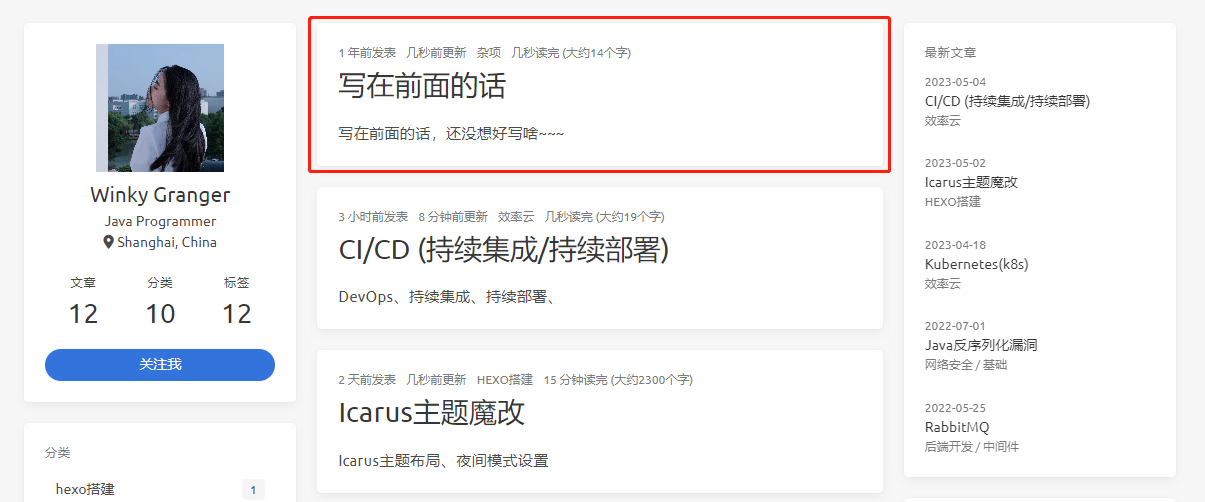 Winky Granger
Java Programmer
Shanghai, China
文章 分类 标签
12 10 12
关注我
分类
hexo搭建 1
1 年前发表 几秒前更新 杂项 几秒读完 (大约14个字)
写在前面的话
写在前面的话，还没想好写啥~~~
3 小时前发表 8 分钟前更新 效率云 几秒读完 (大约19个字)
CI/CD (持续集成/持续部署)
DevOps、持续集成、持续部署、
2 天前发表 几秒前更新 HEXO搭建 15 分钟读完 (大约2300个字)
Icarus主题魔改
Icarus主题布局、夜间模式设置
最新文章
2023-05-04
CI/CD (持续集成/持续部署)
效率云
2023-05-02
Icarus主题魔改
HEXO搭建
2023-04-18
Kubernetes(k8s)
效率云
2022-07-01
Java反序列化漏洞
网络安全 / 基础
2022-05-25
RabbitMQ
后端开发 / 中间件